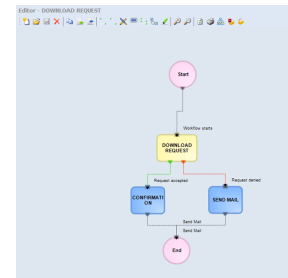 Editor - DOWNLOAD REQUEST
Start
Workflow starts
DOWNLOAD
REQUEST
Request accepted
Request denied
CONFIRMATI
ON
SEND MAIL
Send Mail
Send Mail
End